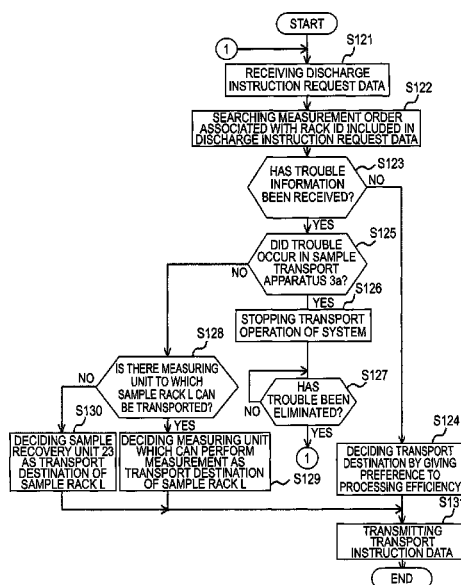 START
1
S121
RECEIVING DISCHARGE
INSTRUCTION REQUEST DATA
S122
SEARCHING MEASUREMENT ORDER
ASSOCIATED WITH RACK ID INCLUDED IN
DISCHARGE INSTRUCTION REQUEST DATA
S123
HAS TROUBLE
INFORMATION
BEEN RECEIVED?
NO
YES
S125
DID TROUBLE
OCCUR IN SAMPLE
TRANSPORT
APPARATUS 3a?
NO
YES
S126
STOPPING TRANSPORT
OPERATION OF SYSTEM
S128
IS THERE MEASURING
UNIT TO WHICH
SAMPLE RACK L CAN
BE TRANSPORTED?
NO
YES
S127
HAS
TROUBLE BEEN
ELIMINATED?
NO
YES
1
S130
DECIDING SAMPLE
RECOVERY UNIT 23
AS TRANSPORT
DESTINATION OF
SAMPLE RACK L
DECIDING MEASURING UNIT
WHICH CAN PERFORM
MEASUREMENT AS
TRANSPORT DESTINATION
OF SAMPLE RACK L
S129
S124
DECIDING TRANSPORT
DESTINATION BY GIVING
PREFERENCE TO
PROCESSING EFFICIENCY
S131
TRANSMITTING
TRANSPORT
INSTRUCTION DATA
END